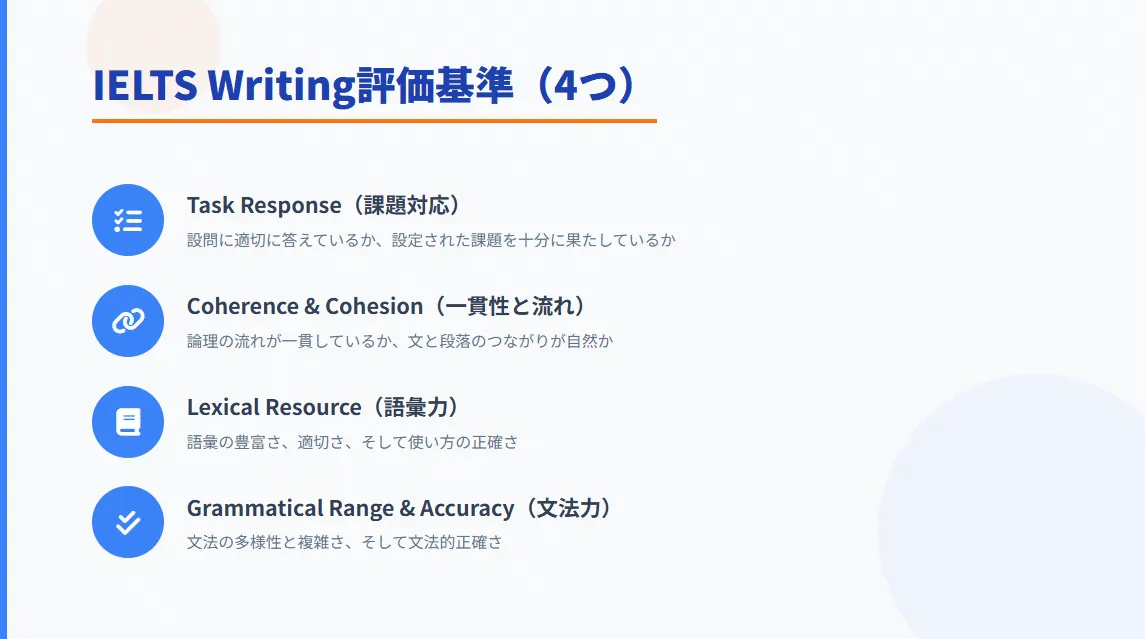 IELTS Writing評価基準（4つ）
Task Response（課題対応）
設問に適切に答えているか、設定された課題を十分に果たしているか
Coherence & Cohesion（一貫性と流れ）
論理の流れが一貫しているか、文と段落のつながりが自然か
Lexical Resource（語彙力）
語彙の豊富さ、適切さ、そして使い方の正確さ
Grammatical Range & Accuracy（文法力）
文法の多様性と複雑さ、そして文法的正確さ